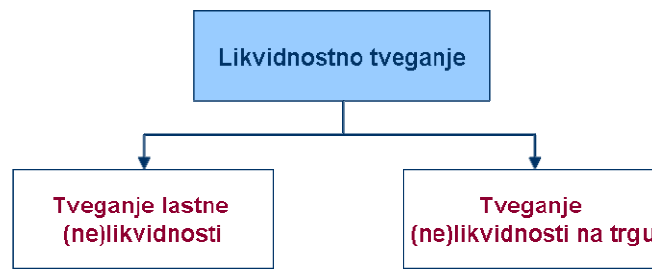 Likvidnostno tveganje
Tveganje lastne
(ne)likvidnosti
Tveganje
(ne)likvidnosti na trgu